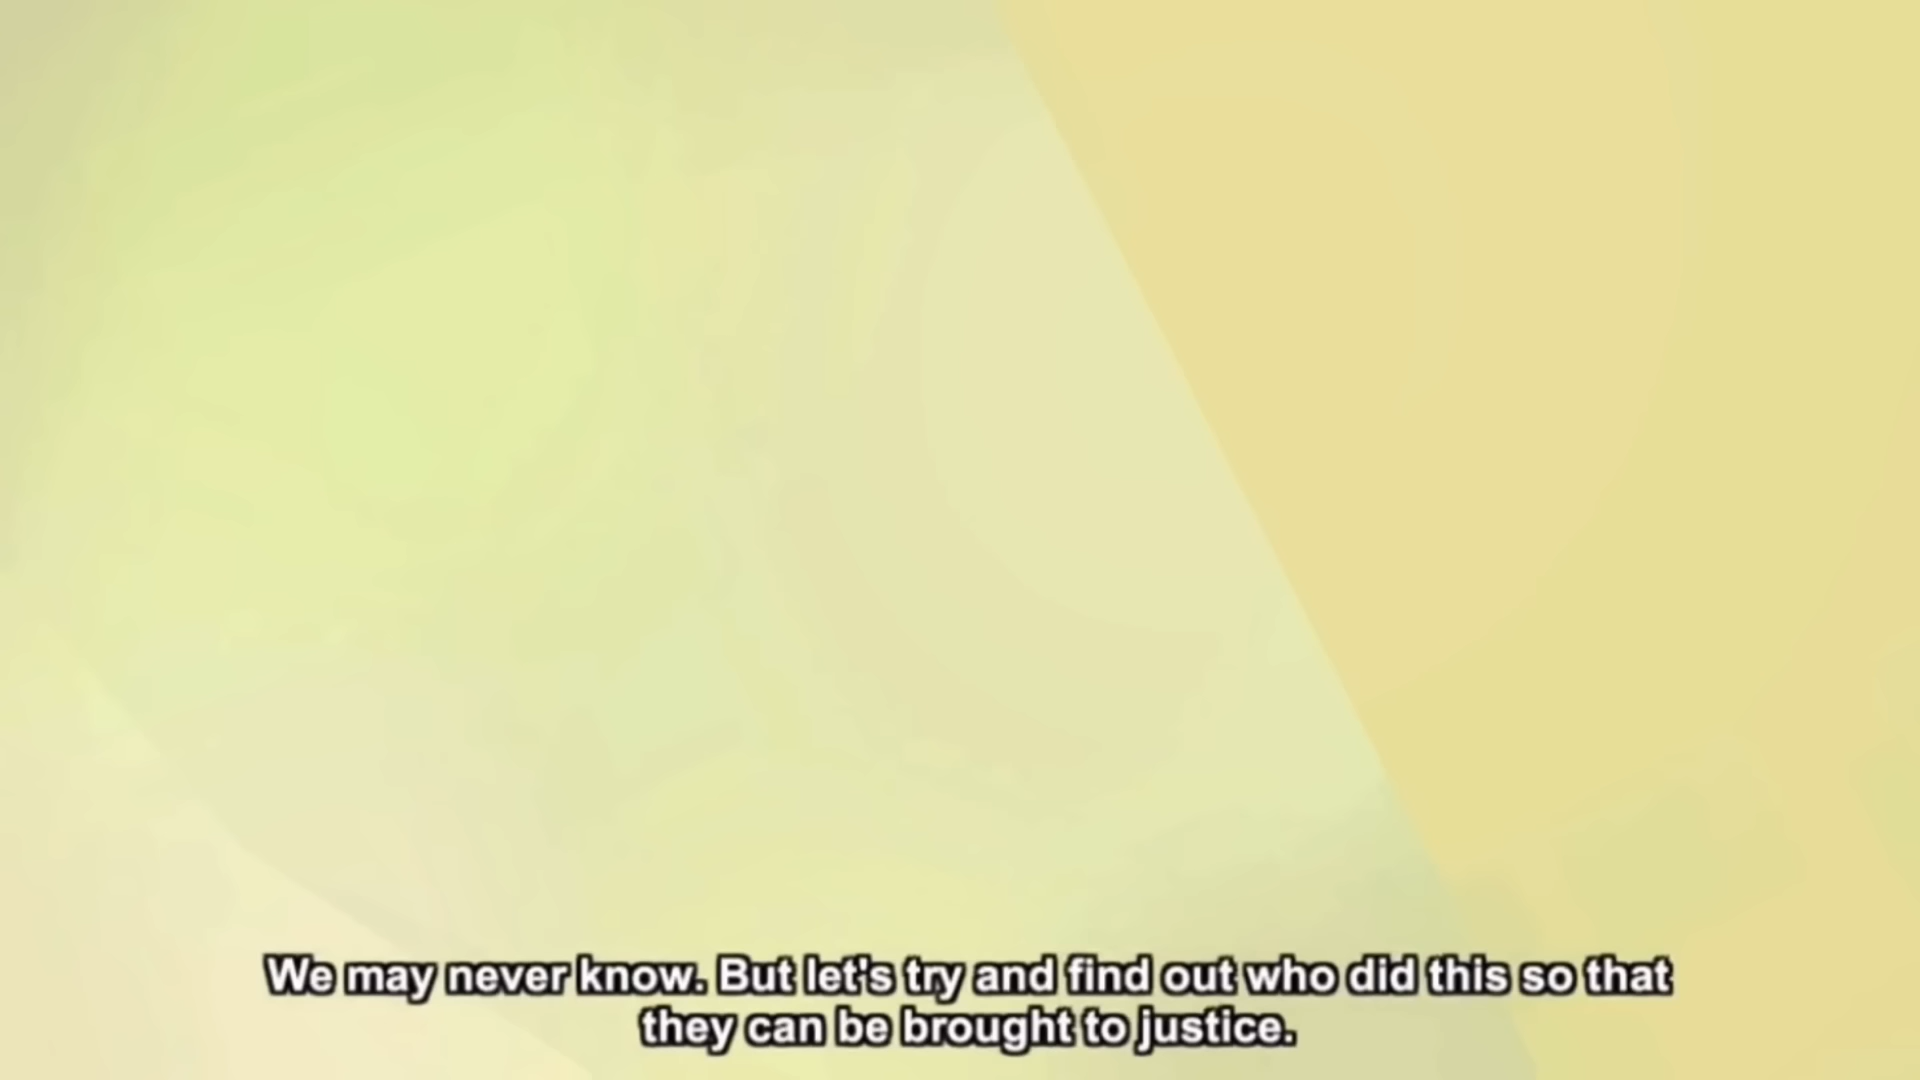 We may never know. But let's try and find out who did this so that
they can be brought to justice.